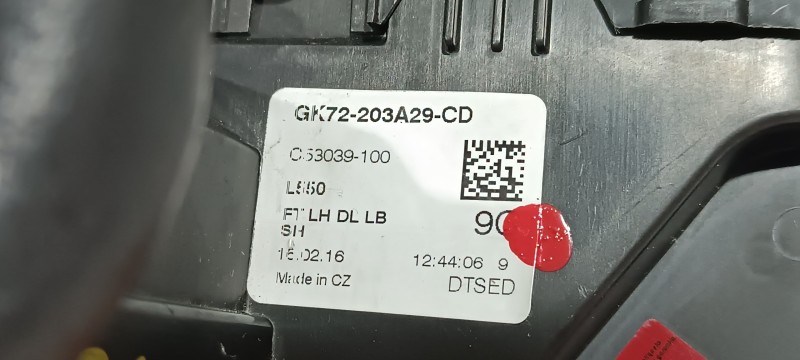 GK72-203A29-CD
C53039-100
L550
FT LH DL LB
SH
16.02.16
12:44:06 9
Made in CZ
DTSED